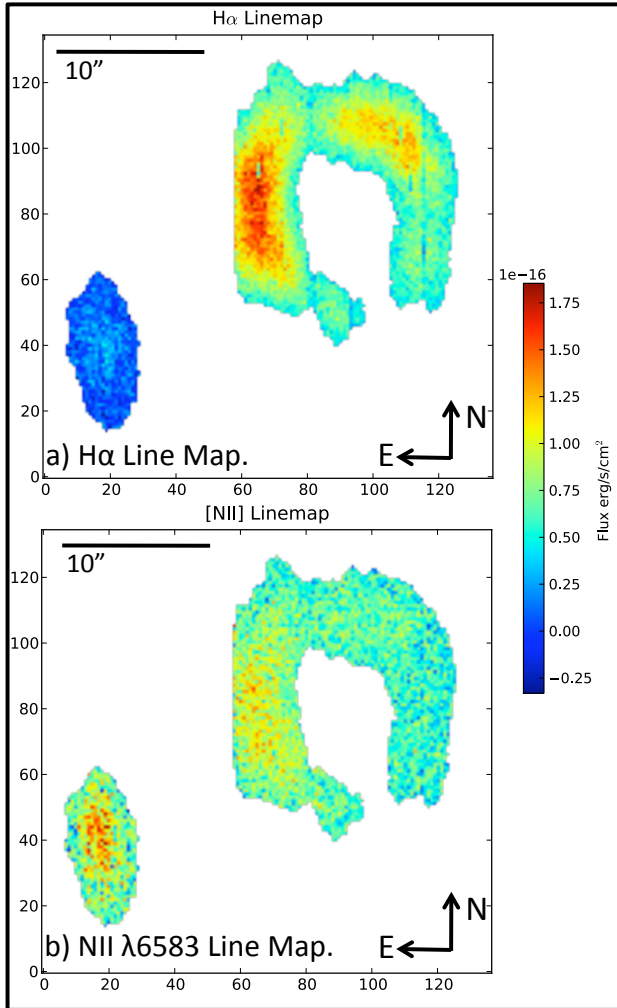 Hα Linemap
10”
120
100
80
60
40
20
0
0 20 40 60 80 100 120
N
E
a) Hα Line Map.
1e−16
1.75
1.50
1.25
1.00
0.75
0.50
0.25
0.00
−0.25
Flux erg/s/cm²
[NII] Linemap
10”
120
100
80
60
40
20
0
0 20 40 60 80 100 120
N
E
b) NII λ6583 Line Map.